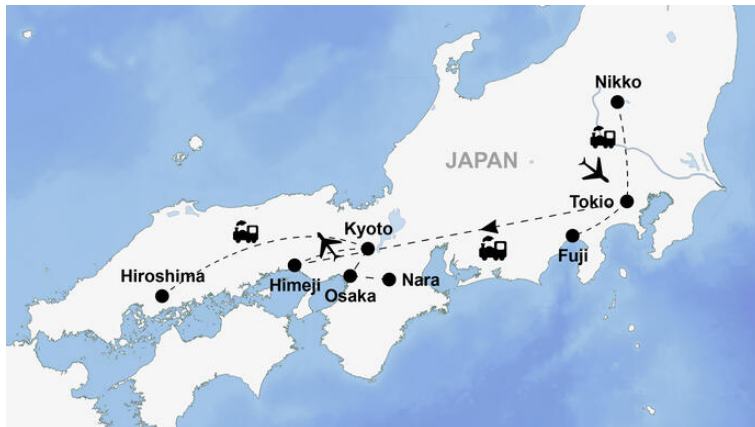 Nikko
JAPAN
Tokio
Kyoto
Fuji
Hiroshima
Himeji
Nara
Osaka